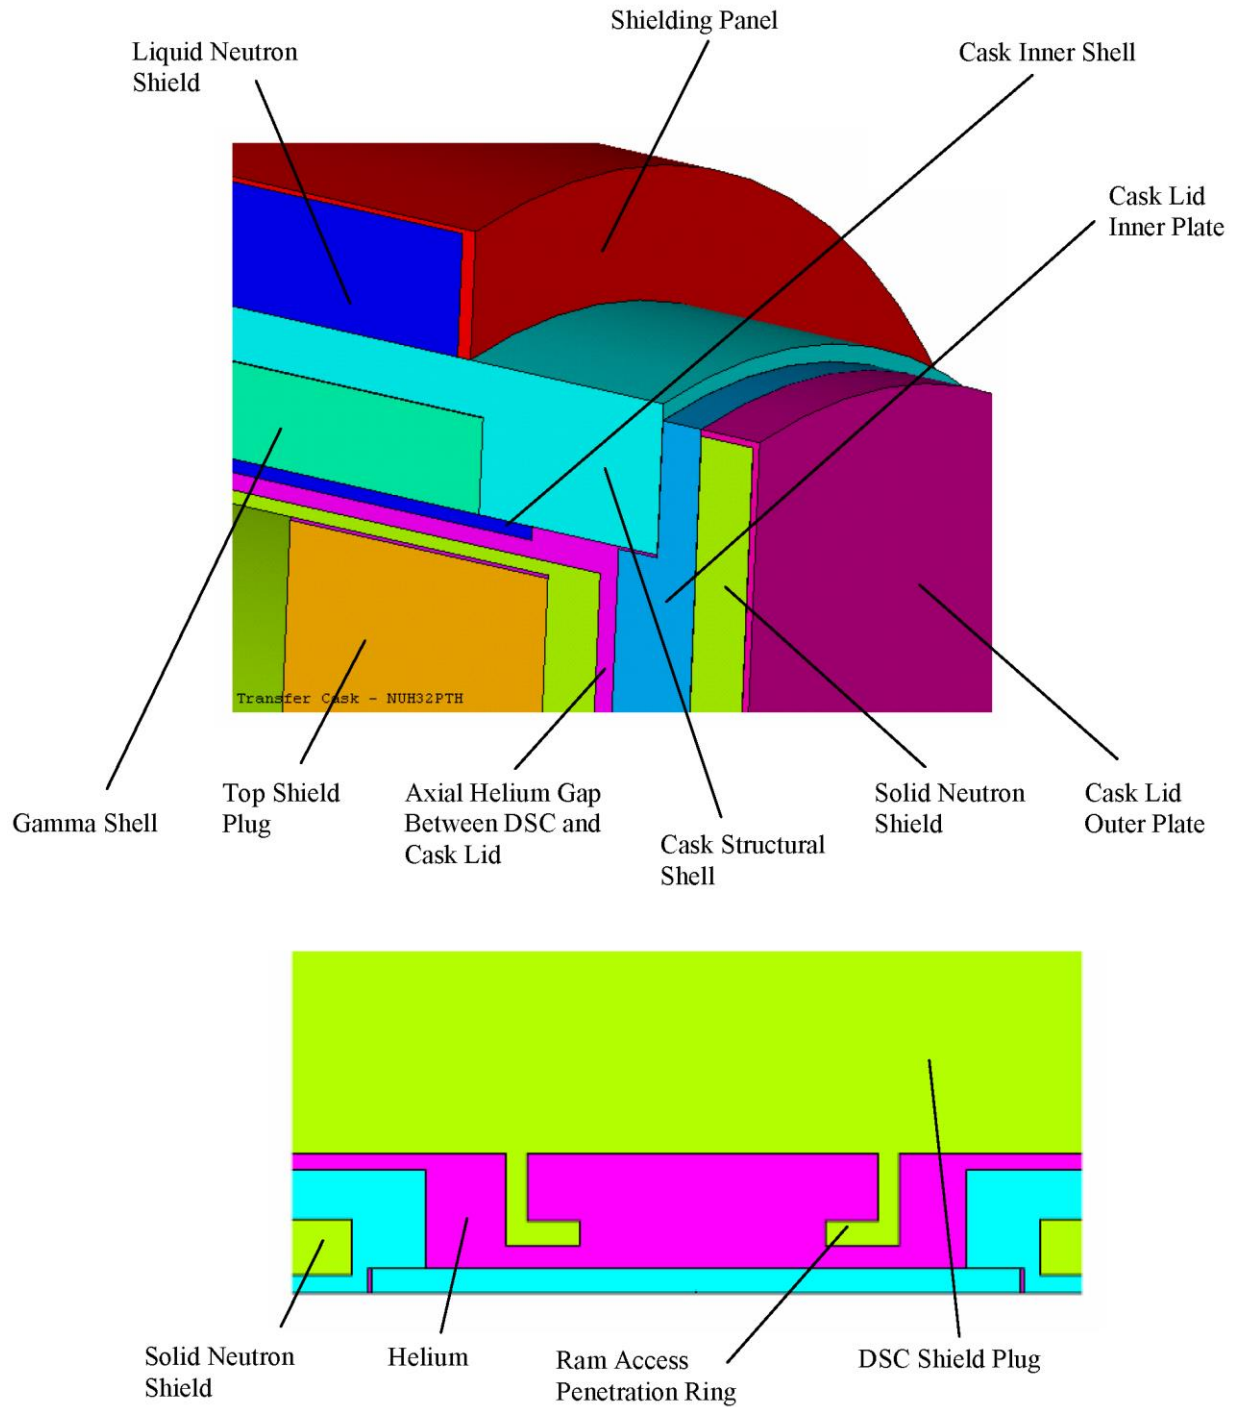 Shielding Panel
Liquid Neutron
Shield
Cask Inner Shell
Cask Lid
Inner Plate
Transfer Cask - NUH32PTH
Gamma Shell
Top Shield
Plug
Axial Helium Gap
Between DSC and
Cask Lid
Cask Structural
Shell
Solid Neutron
Shield
Cask Lid
Outer Plate
Solid Neutron
Shield
Helium
Ram Access
Penetration Ring
DSC Shield Plug